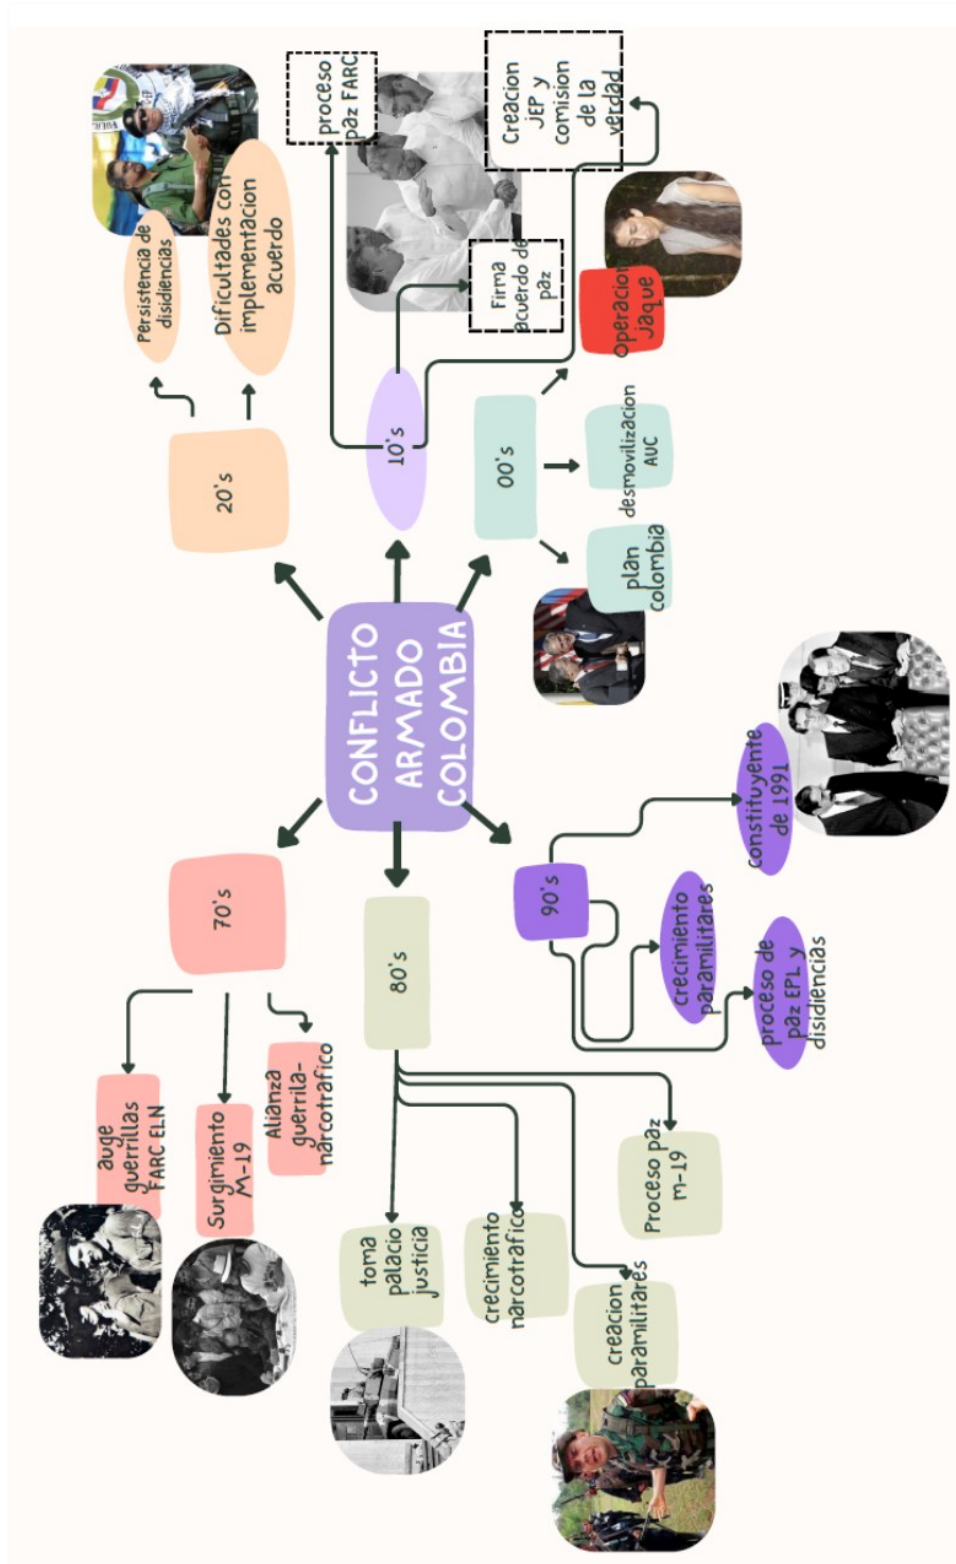 CONFLICTO
ARMADO
COLOMBIA
70's
auge
guerrillas
FARC ELN
Surgimiento
M-19
Alianza
guerrila-
narcotrafico
80's
toma
palacio
justicia
crecimiento
narcotrafico
creacion
paramilitares
Proceso paz
m-19
90's
proceso de
paz EPL y
disidiencias
crecimiento
paramilitares
constituyente
de 1991
00's
plan
colombia
desmovilizacion
AUC
operacion
jaque
10's
proceso
paz FARC
Firma
acuerdo de
paz
Creacion
JEP y
comision
de la
verdad
20's
Persistencia de
disidiencias
Dificultades con
implementacion
acuerdo